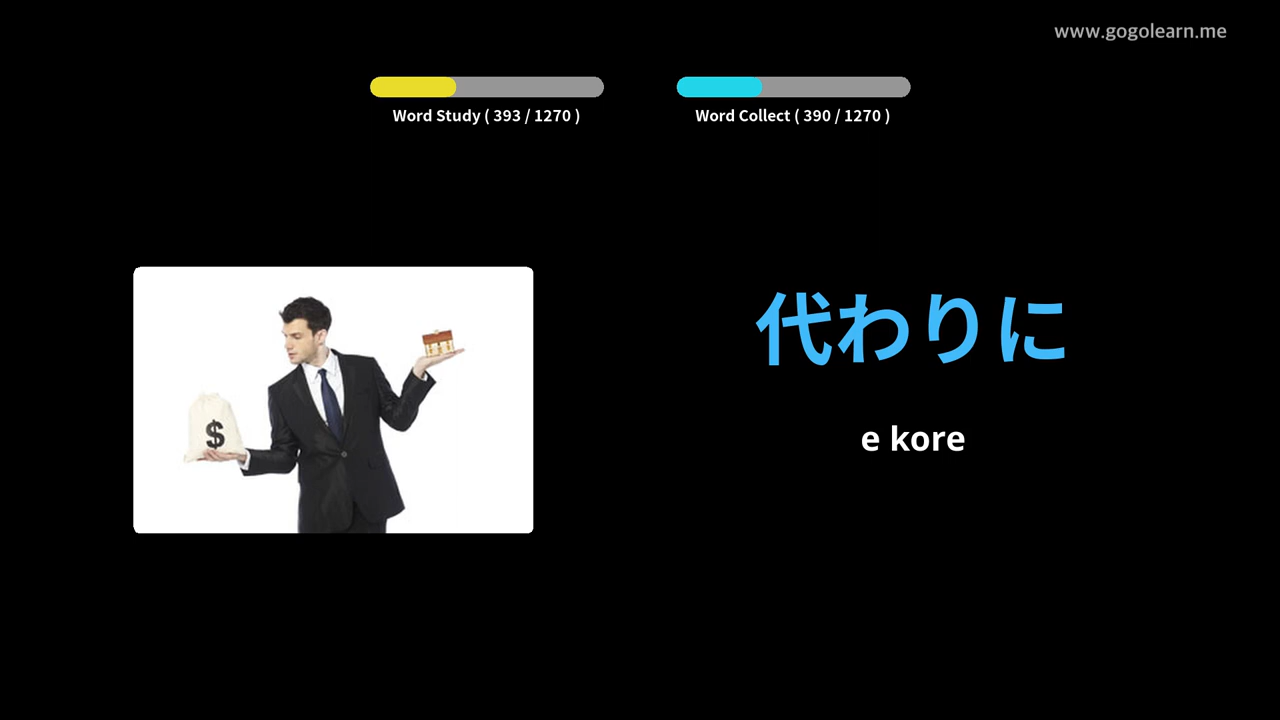 www.gogolearn.me
Word Study ( 393 / 1270 )
Word Collect ( 390 / 1270 )
$
代わりに
e kore